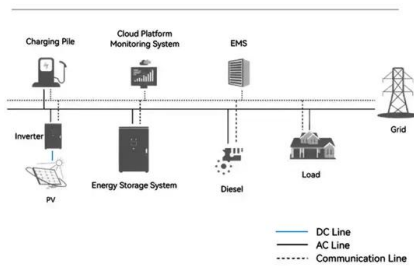 Charging Pile
Cloud Platform
Monitoring System
EMS
Grid
Inverter
PV
Energy Storage System
Diesel
Load
DC Line
AC Line
Communication Line